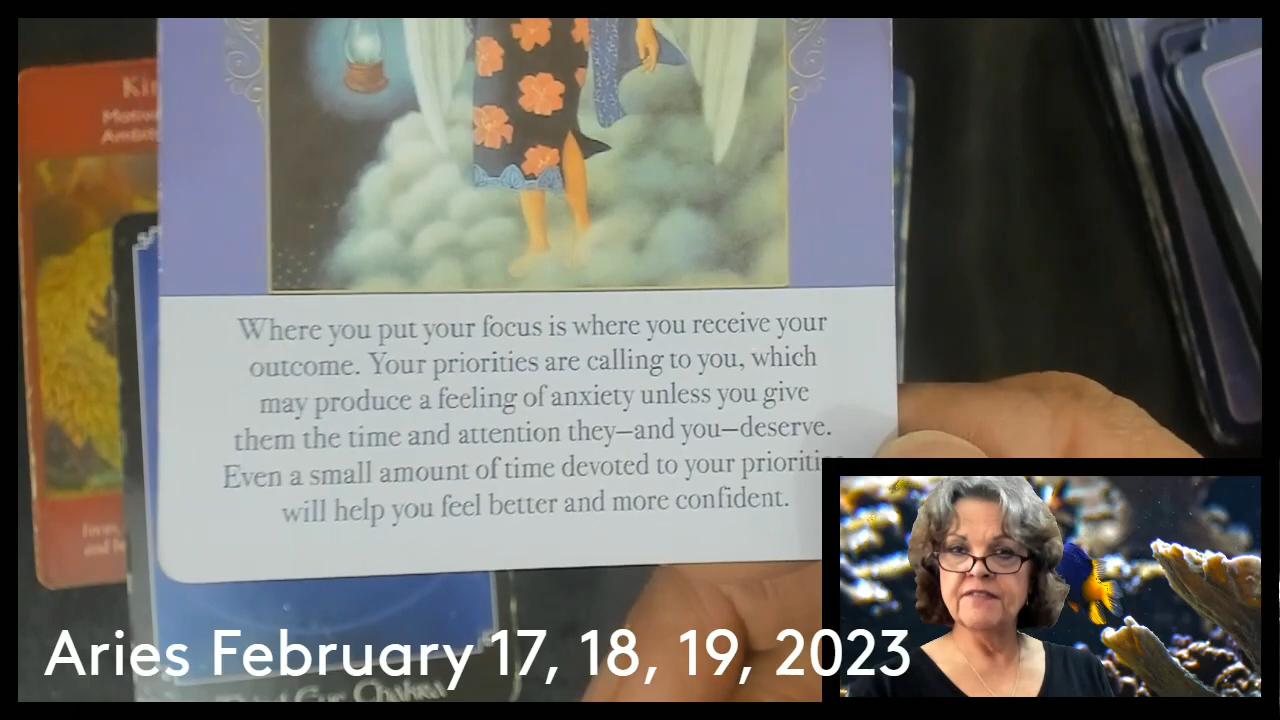 Where you put your focus is where you receive your
outcome. Your priorities are calling to you, which
may produce a feeling of anxiety unless you give
them the time and attention they—and you—deserve.
Even a small amount of time devoted to your
will help you feel better and more confident.
Aries February 17, 18, 19, 2023
Chakra